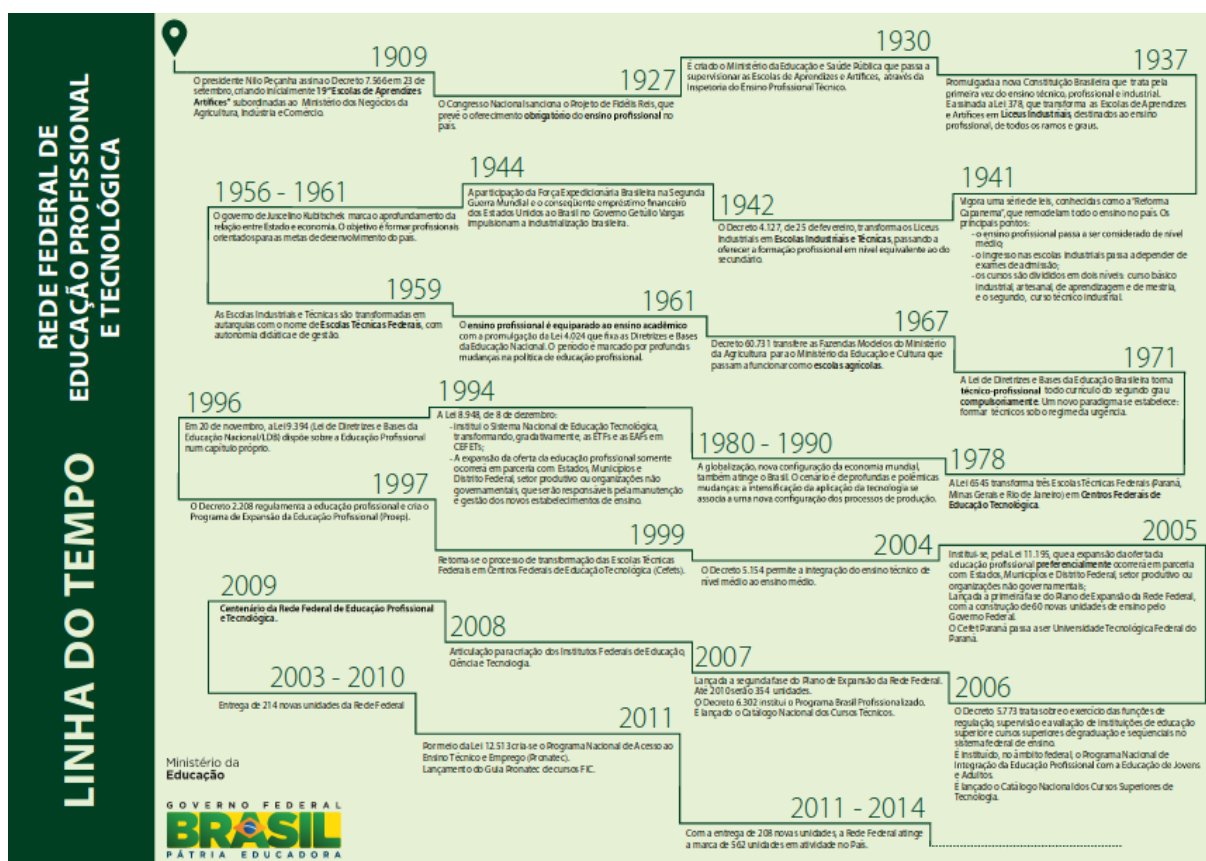 REDE FEDERAL DE
EDUCAÇÃO PROFISSIONAL
E TECNOLÓGICA
LINHA DO TEMPO
1909
O presidente Nilo Peçanha assina o Decreto 7.566 em 23 de
setembro, criando inicialmente 19 "Escolas de Aprendizes
Artífices" subordinadas ao Ministério dos Negócios da
Agricultura, Indústria e Comércio.
1927
O Congresso Nacional sanciona o Projeto de Fidélis Reis, que
prevê o oferecimento obrigatório do ensino profissional no
país.
1930
É criado o Ministério da Educação e Saúde Pública que passa a
supervisionar as Escolas de Aprendizes e Artífices, através da
Inspetoria do Ensino Profissional Técnico.
1937
Promulgada a nova Constituição Brasileira que trata pela
primeira vez do ensino técnico, profissional e industrial.
É assinada a Lei 378, que transforma as Escolas de Aprendizes
e Artífices em Liceus Industriais, destinados ao ensino
profissional, de todos os ramos e graus.
1941
Vigora uma série de leis, conhecidas como a "Reforma
Capanema", que remodelam todo o ensino no país. Os
principais pontos:
- o ensino profissional passa a ser considerado de nível
médio;
- o ingresso nas escolas industriais passa a depender de
exames de admissão;
- os cursos são divididos em dois níveis: curso básico
industrial, artesanal, de aprendizagem e de mestria,
e o segundo, curso técnico industrial.
1942
O Decreto 4.127, de 25 de fevereiro, transforma os Liceus
Industriais em Escolas Industriais e Técnicas, passando a
oferecer a formação profissional em nível equivalente ao do
secundário.
1944
A participação da Força Expedicionária Brasileira na Segunda
Guerra Mundial e o conseqüente empréstimo financeiro
dos Estados Unidos ao Brasil no Governo Getúlio Vargas
impulsionam a industrialização brasileira.
1956 - 1961
O governo de Juscelino Kubitschek marca o aprofundamento da
relação entre Estado e economia. O objetivo é formar profissionais
orientados para as metas de desenvolvimento do país.
1959
As Escolas Industriais e Técnicas são transformadas em
autarquias com o nome de Escolas Técnicas Federais, com
autonomia didática e de gestão.
1961
O ensino profissional é equiparado ao ensino acadêmico
com a promulgação da Lei 4.024 que fixa as Diretrizes e Bases
da Educação Nacional. O período é marcado por profundas
mudanças na política de educação profissional.
1967
Decreto 60.731 transfere as Fazendas Modelos do Ministério
da Agricultura para o Ministério da Educação e Cultura que
passam a funcionar como escolas agrícolas.
1971
A Lei de Diretrizes e Bases da Educação Brasileira torna
técnico-profissional todo currículo do segundo grau
compulsoriamente. Um novo paradigma se estabelece:
formar técnicos sob o regime da urgência.
1978
A Lei 6545 transforma três Escolas Técnicas Federais (Paraná,
Minas Gerais e Rio de Janeiro) em Centros Federais de
Educação Tecnológica.
1980 - 1990
A globalização, nova configuração da economia mundial,
também atinge o Brasil. O cenário é de profundas e polêmicas
mudanças: a intensificação da aplicação da tecnologia se
associa a uma nova configuração dos processos de produção.
1994
A Lei 8.948, de 8 de dezembro:
- Institui o Sistema Nacional de Educação Tecnológica,
transformando, gradativamente, as ETFs e as EAFs em
CEFETs;
- A expansão da oferta da educação profissional somente
ocorrerá em parceria com Estados, Municípios e
Distrito Federal, setor produtivo ou organizações não
governamentais, que serão responsáveis pela manutenção
e gestão dos novos estabelecimentos de ensino.
1996
Em 20 de novembro, a Lei 9.394 (Lei de Diretrizes e Bases da
Educação Nacional/LDB) dispõe sobre a Educação Profissional
num capítulo próprio.
1997
O Decreto 2.208 regulamenta a educação profissional e cria o
Programa de Expansão da Educação Profissional (Proep).
1999
Retoma-se o processo de transformação das Escolas Técnicas
Federais em Centros Federais de Educação Tecnológica (Cefets).
2004
O Decreto 5.154 permite a integração do ensino técnico de
nível médio ao ensino médio.
2005
Institui-se, pela Lei 11.195, que a expansão da oferta da
educação profissional preferencialmente ocorrerá em parceria
com Estados, Municípios e Distrito Federal, setor produtivo ou
organizações não governamentais;
Lançada a primeira fase do Plano de Expansão da Rede Federal,
com a construção de 60 novas unidades de ensino pelo
Governo Federal.
O Cefet Paraná passa a ser Universidade Tecnológica Federal do
Paraná.
2006
O Decreto 5.773 trata sobre o exercício das funções de
regulação, supervisão e avaliação de instituições de educação
superior e cursos superiores de graduação e seqüenciais no
sistema federal de ensino.
É instituído, no âmbito federal, o Programa Nacional de
Integração da Educação Profissional com a Educação de Jovens
e Adultos.
É lançado o Catálogo Nacional dos Cursos Superiores de
Tecnologia.
2007
Lançada a segunda fase do Plano de Expansão da Rede Federal.
Até 2010 serão 354 unidades.
O Decreto 6.302 institui o Programa Brasil Profissionalizado.
É lançado o Catálogo Nacional dos Cursos Técnicos.
2008
Articulação para criação dos Institutos Federais de Educação,
Ciência e Tecnologia.
2009
Centenário da Rede Federal de Educação Profissional
e Tecnológica.
2003 - 2010
Entrega de 214 novas unidades da Rede Federal
2011
Por meio da Lei 12.513 cria-se o Programa Nacional de Acesso ao
Ensino Técnico e Emprego (Pronatec).
Lançamento do Guia Pronatec de cursos FIC.
2011 - 2014
Com a entrega de 208 novas unidades, a Rede Federal atinge
a marca de 562 unidades em atividade no País.
Ministério da
Educação
GOVERNO FEDERAL
BRASIL
PÁTRIA EDUCADORA